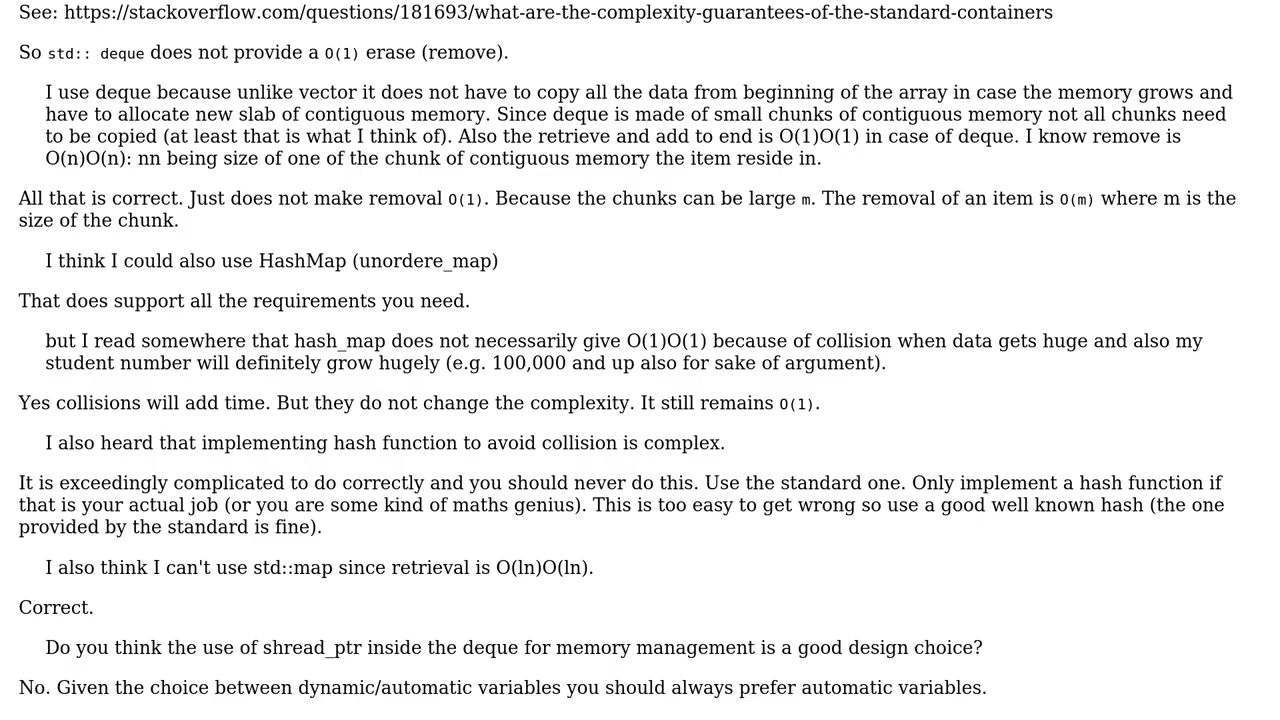 See: https://stackoverflow.com/questions/181693/what-are-the-complexity-guarantees-of-the-standard-containers
So std:: deque does not provide a O(1) erase (remove).
I use deque because unlike vector it does not have to copy all the data from beginning of the array in case the memory grows and
have to allocate new slab of contiguous memory. Since deque is made of small chunks of contiguous memory not all chunks need
to be copied (at least that is what I think of). Also the retrieve and add to end is O(1)O(1) in case of deque. I know remove is
O(n)O(n): nn being size of one of the chunk of contiguous memory the item reside in.
All that is correct. Just does not make removal O(1). Because the chunks can be large m. The removal of an item is O(m) where m is the
size of the chunk.
I think I could also use HashMap (unordere_map)
That does support all the requirements you need.
but I read somewhere that hash_map does not necessarily give O(1)O(1) because of collision when data gets huge and also my
student number will definitely grow hugely (e.g. 100,000 and up also for sake of argument).
Yes collisions will add time. But they do not change the complexity. It still remains O(1).
I also heard that implementing hash function to avoid collision is complex.
It is exceedingly complicated to do correctly and you should never do this. Use the standard one. Only implement a hash function if
that is your actual job (or you are some kind of maths genius). This is too easy to get wrong so use a good well known hash (the one
provided by the standard is fine).
I also think I can't use std::map since retrieval is O(ln)O(ln).
Correct.
Do you think the use of shread_ptr inside the deque for memory management is a good design choice?
No. Given the choice between dynamic/automatic variables you should always prefer automatic variables.